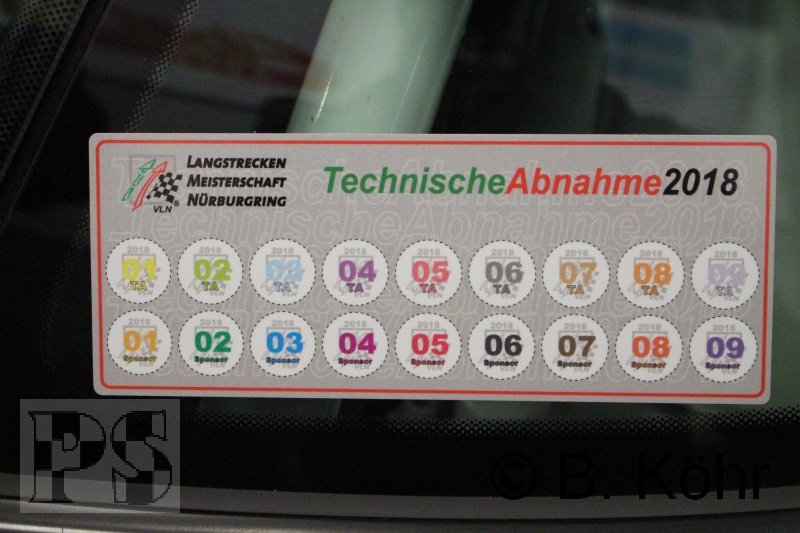 LANGSTRECKEN
MEISTERSCHAFT
NÜRBURGRING
VLN
TechnischeAbnahme2018
2018 2018 2018 2018 2018 2018 2018 2018 2018
01 02 03 04 05 06 07 08 09
TA TA TA TA TA TA TA TA TA
2018 2018 2018 2018 2018 2018 2018 2018 2018
01 02 03 04 05 06 07 08 09
Sponsor Sponsor Sponsor Sponsor Sponsor Sponsor Sponsor Sponsor Sponsor
PS
© B. Köhr